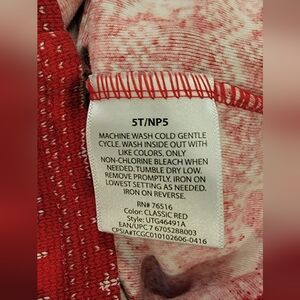 5T/NP5
MACHINE WASH COLD GENTLE
CYCLE. WASH INSIDE OUT WITH
LIKE COLORS. ONLY
NON-CHLORINE BLEACH WHEN
NEEDED. TUMBLE DRY LOW.
REMOVE PROMPTLY. IRON ON
LOWEST SETTING AS NEEDED.
IRON ON REVERSE.
RN# 76516
Color: CLASSIC RED
Style: UTG46491A
EAN/UPC 7 6705288003
CPSIA#TCGC010102606-0416